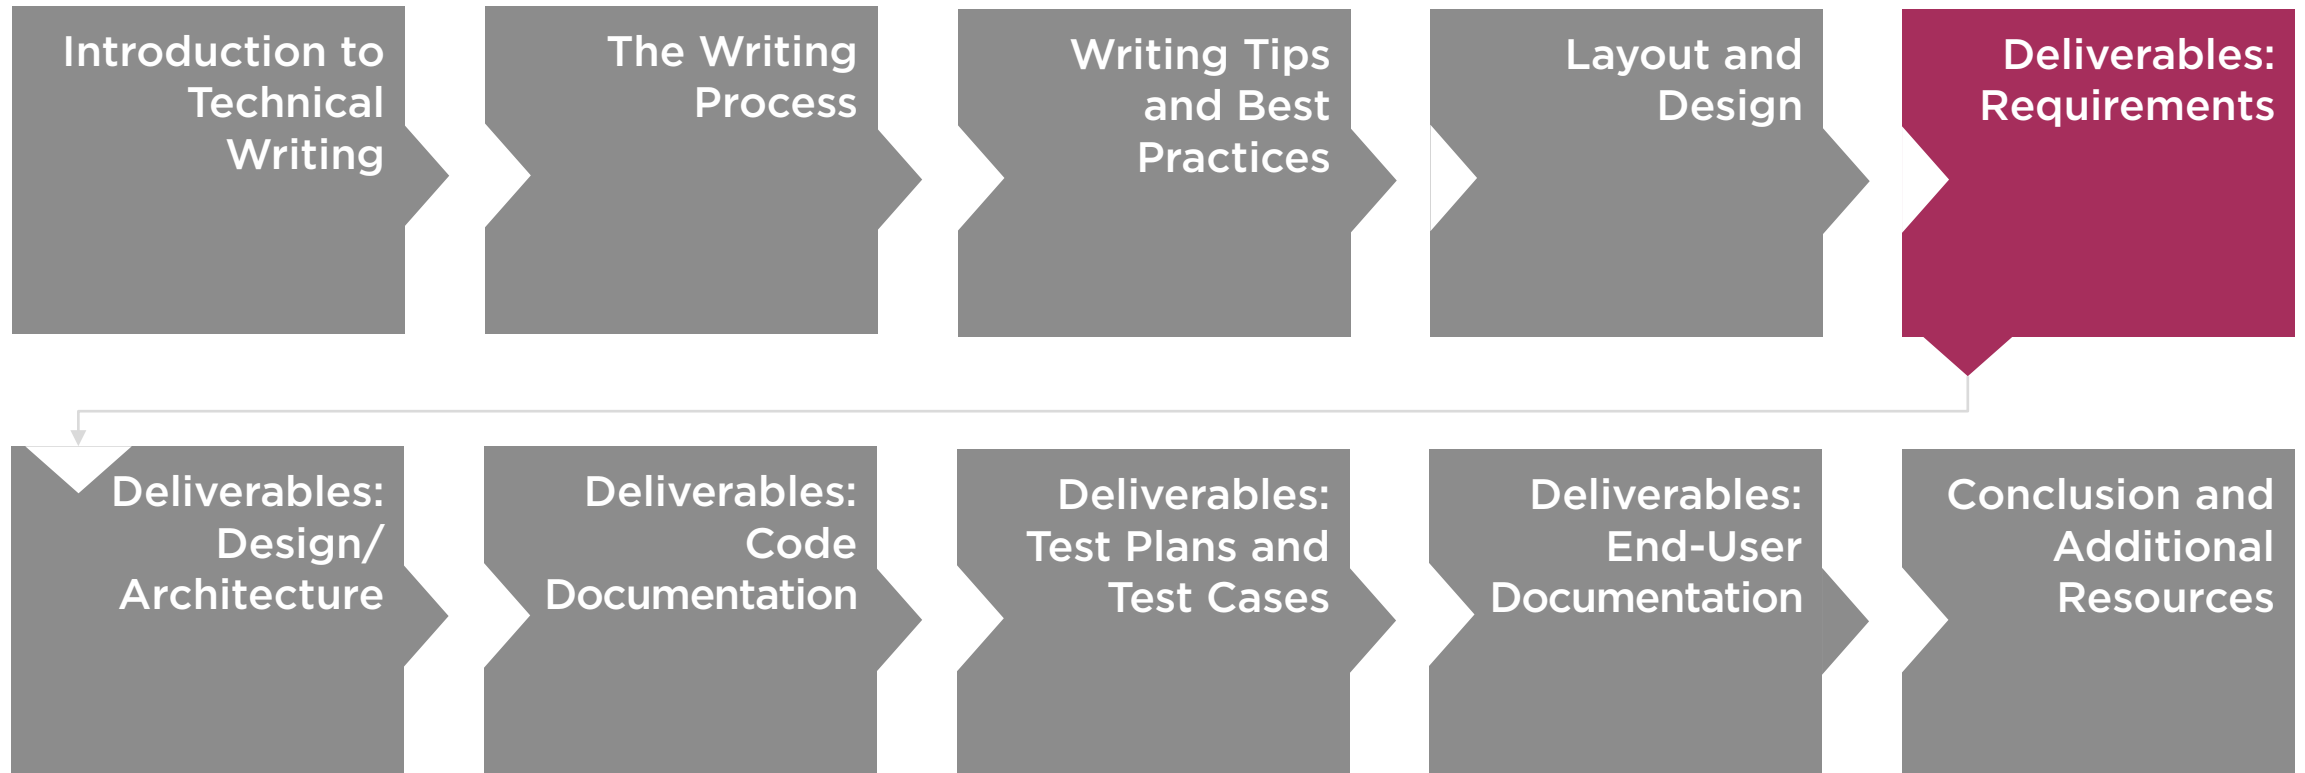 Introduction to
Technical
Writing
The Writing
Process
Writing Tips
and Best
Practices
Layout and
Design
Deliverables:
Requirements
Deliverables:
Design/
Architecture
Deliverables:
Code
Documentation
Deliverables:
Test Plans and
Test Cases
Deliverables:
End-User
Documentation
Conclusion and
Additional
Resources